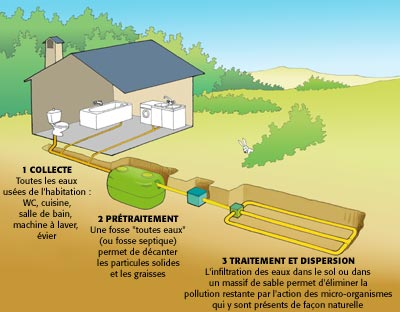 1 COLLECTE
Toutes les eaux
usées de l'habitation :
WC, cuisine,
salle de bain,
machine à laver,
évier
2 PRÉTRAITEMENT
Une fosse "toutes eaux"
(ou fosse septique)
permet de décanter
les particules solides
et les graisses
3 TRAITEMENT ET DISPERSION
L'infiltration des eaux dans le sol ou dans
un massif de sable permet d'éliminer la
pollution restante par l'action des micro-organismes
qui y sont présents de façon naturelle